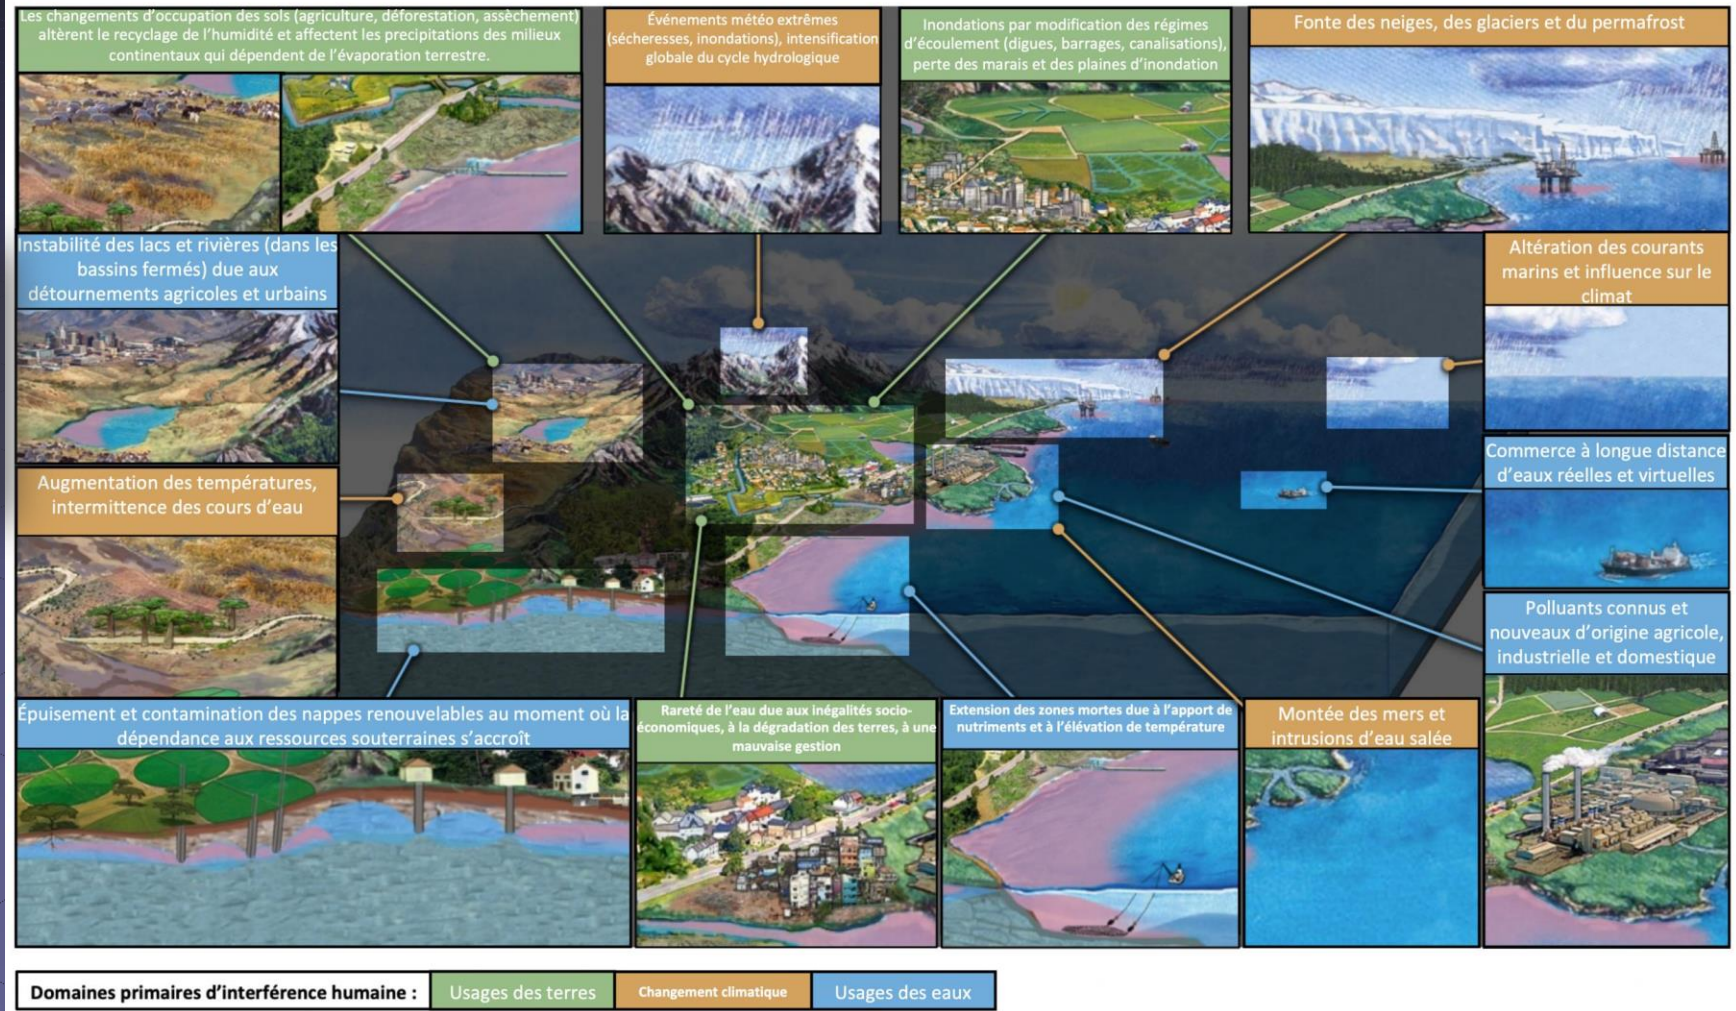 Les changements d'occupation des sols (agriculture, déforestation, assèchement)
altèrent le recyclage de l'humidité et affectent les precipitations des milieux
continentaux qui dépendent de l'évaporation terrestre.
Événements météo extrêmes
(sécheresses, inondations), intensification
globale du cycle hydrologique
Inondations par modification des régimes
d'écoulement (digues, barrages, canalisations),
perte des marais et des plaines d'inondation
Fonte des neiges, des glaciers et du permafrost
Instabilité des lacs et rivières (dans les
bassins fermés) due aux
détournements agricoles et urbains
Altération des courants
marins et influence sur le
climat
Augmentation des températures,
intermittence des cours d'eau
Commerce à longue distance
d'eaux réelles et virtuelles
Polluants connus et
nouveaux d'origine agricole,
industrielle et domestique
Épuisement et contamination des nappes renouvelables au moment où la
dépendance aux ressources souterraines s'accroît
Rareté de l'eau due aux inégalités socio-
économiques, à la dégradation des terres, à une
mauvaise gestion
Extension des zones mortes due à l'apport de
nutriments et à l'élévation de température
Montée des mers et
intrusions d'eau salée
Domaines primaires d'interférence humaine :
Usages des terres
Changement climatique
Usages des eaux